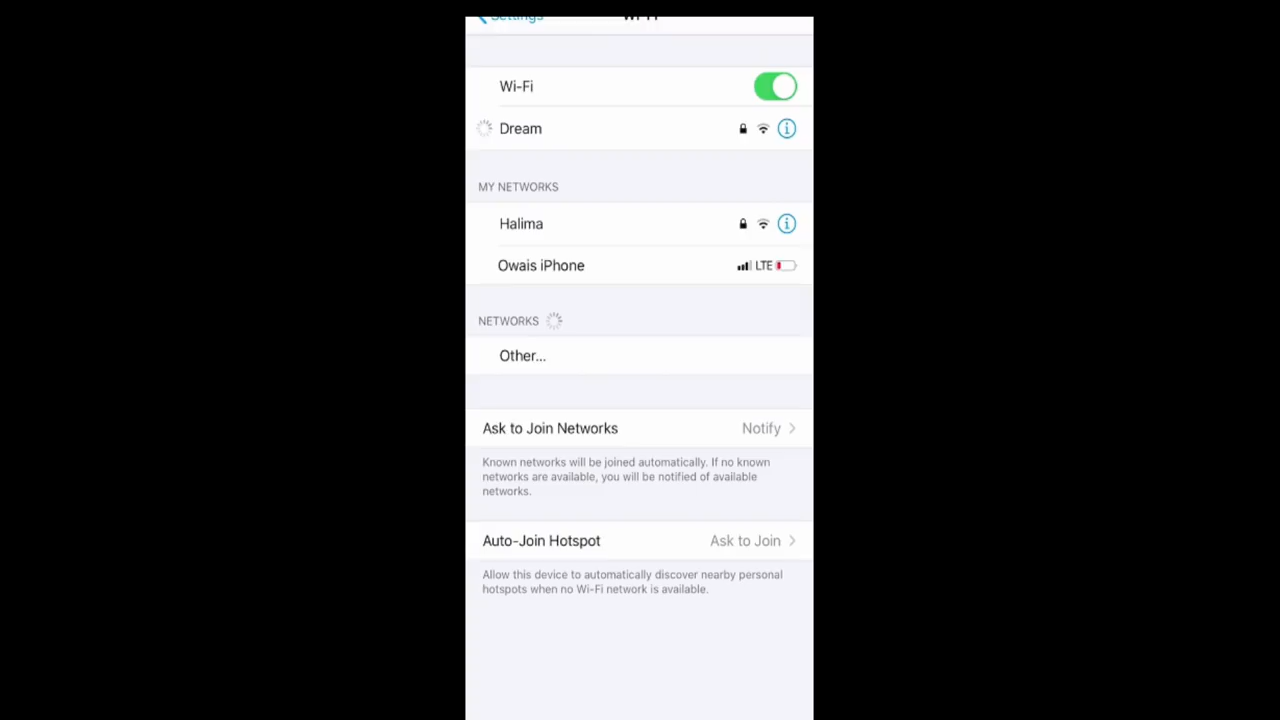 Settings Wi-Fi
Wi-Fi
Dream
MY NETWORKS
Halima
Owais iPhone LTE
NETWORKS
Other...
Ask to Join Networks Notify
Known networks will be joined automatically. If no known
networks are available, you will be notified of available
networks.
Auto-Join Hotspot Ask to Join
Allow this device to automatically discover nearby personal
hotspots when no Wi-Fi network is available.